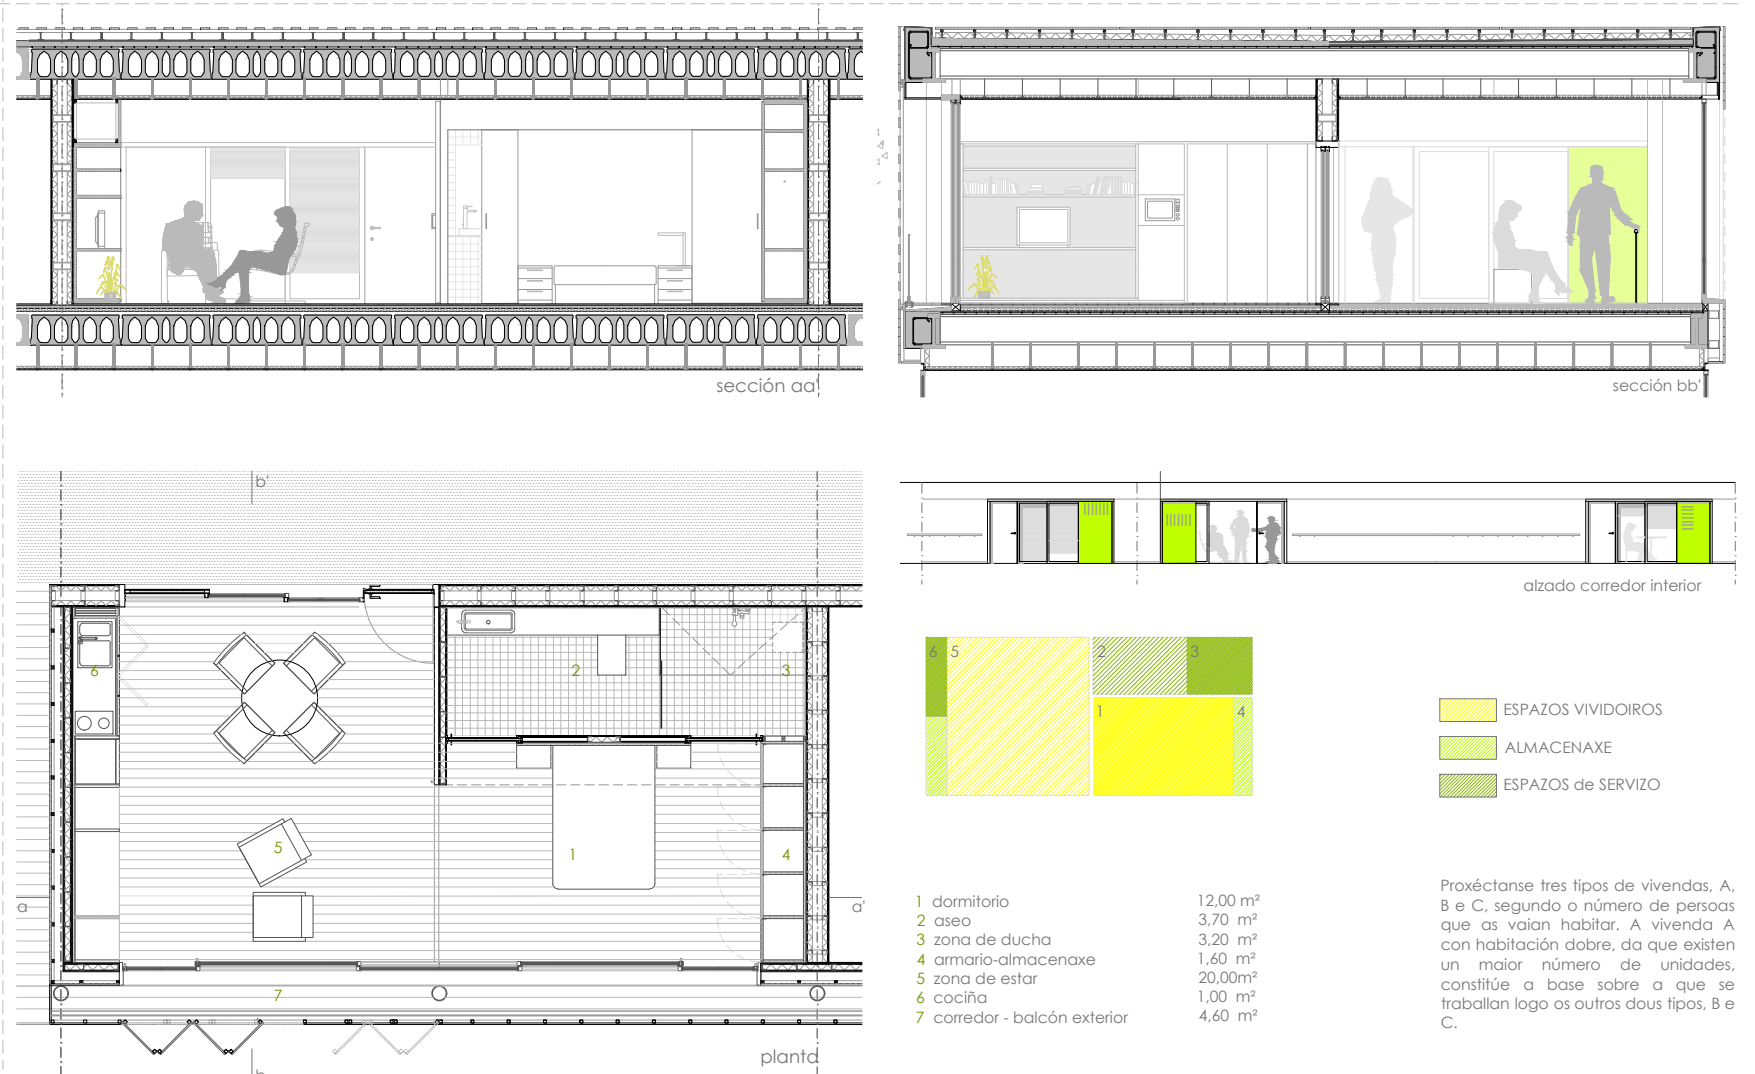 sección aa'
sección bb'
b'
6
2
3
5
1
4
a
a'
7
planta
b
alzado corredor interior
6
5
2
3
1
4
ESPAZOS VIVIDOIROS
ALMACENAXE
ESPAZOS de SERVIZO
1 dormitorio 12,00 m²
2 aseo 3,70 m²
3 zona de ducha 3,20 m²
4 armario-almacenaxe 1,60 m²
5 zona de estar 20,00m²
6 cociña 1,00 m²
7 corredor - balcón exterior 4,60 m²
Proxéctanse tres tipos de vivendas, A,
B e C, segundo o número de persoas
que as vaian habitar. A vivenda A
con habitación dobre, da que existen
un maior número de unidades,
constitúe a base sobre a que se
traballan logo os outros dous tipos, B e
C.